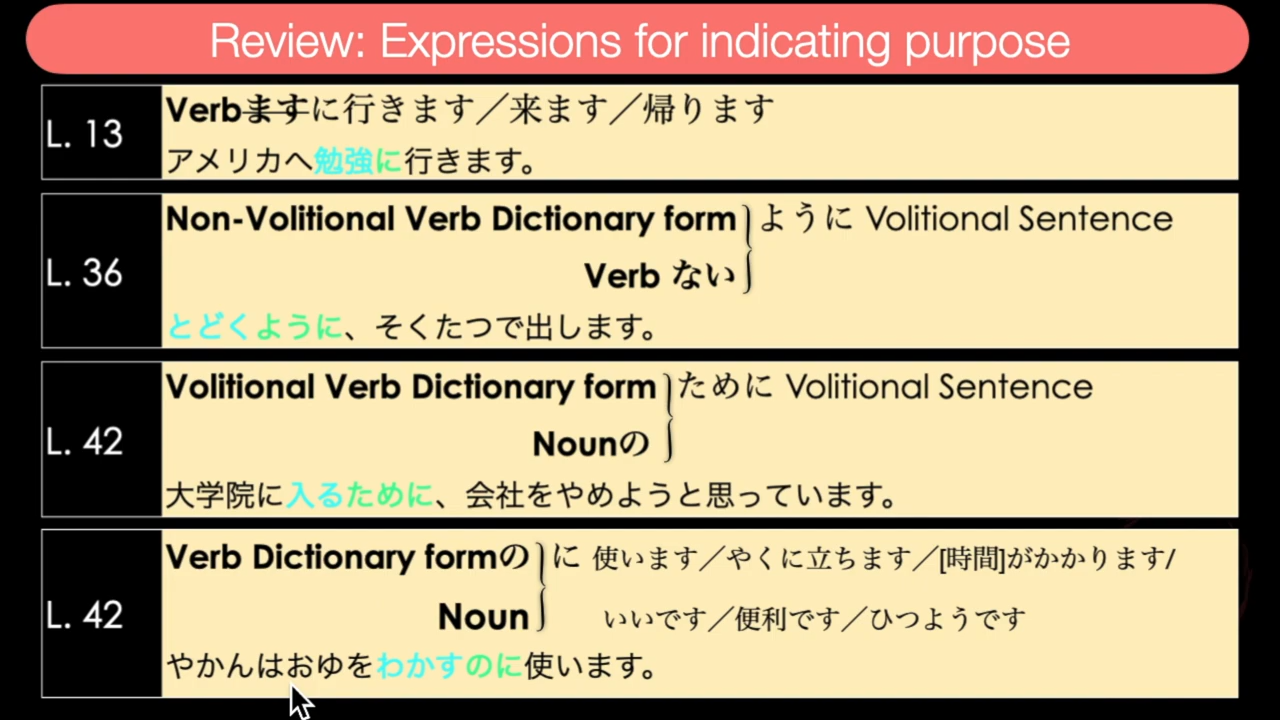 Review: Expressions for indicating purpose
L. 13
Verbますに行きます／来ます／帰ります
アメリカへ勉強に行きます。
L. 36
Non-Volitional Verb Dictionary form ように Volitional Sentence
Verb ない
とどくように、そくたつで出します。
L. 42
Volitional Verb Dictionary form ために Volitional Sentence
Nounの
大学院に入るために、会社をやめようと思っています。
L. 42
Verb Dictionary formの に 使います／やくに立ちます／[時間]がかかります/
Noun いいです／便利です／ひつようです
やかんはおゆをわかすのに使います。